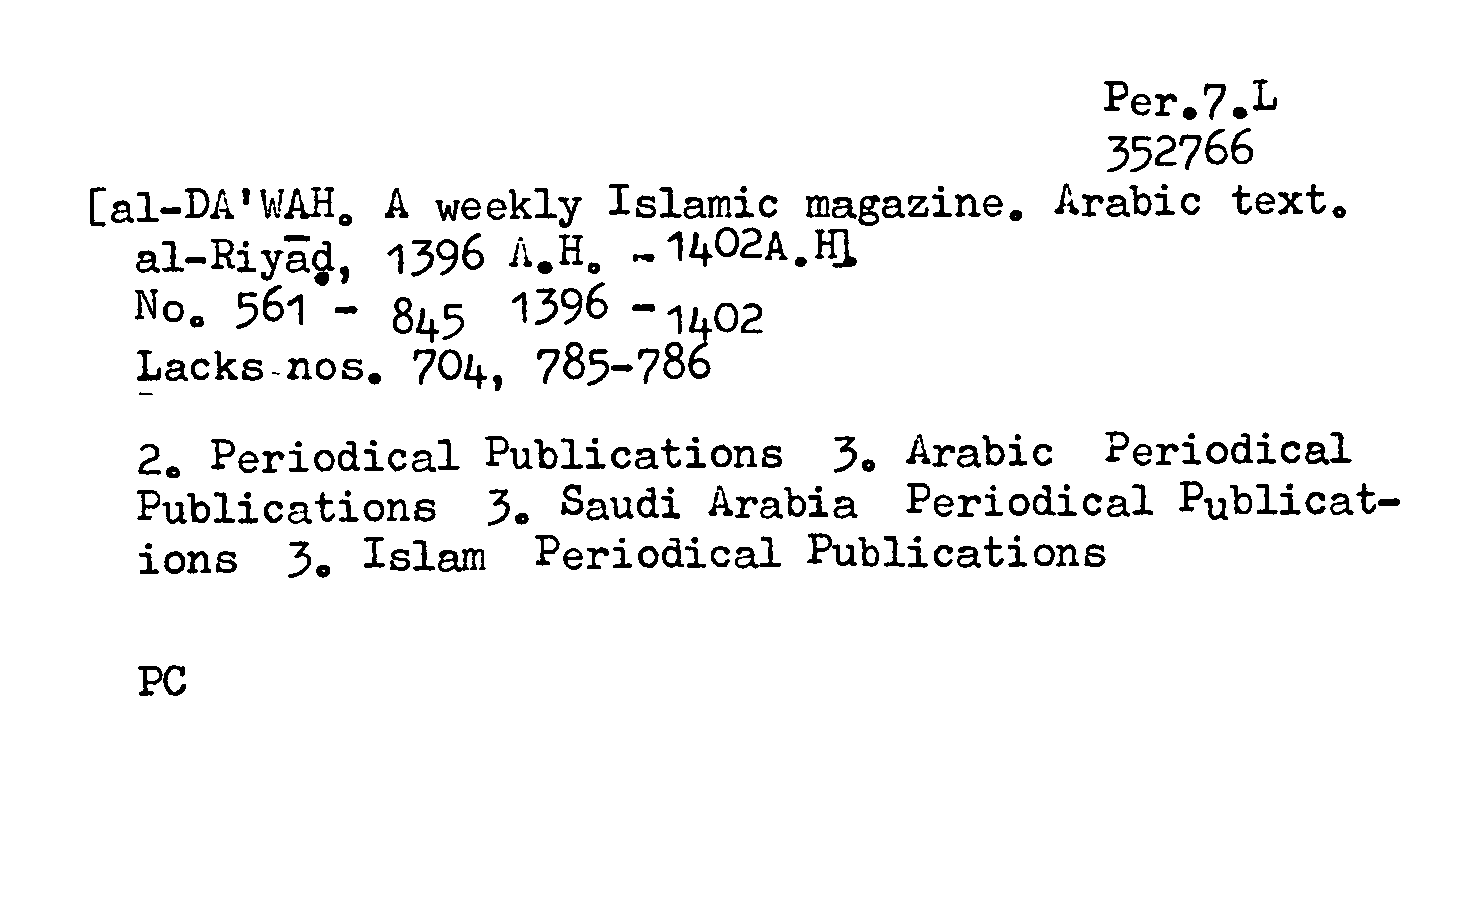 Per.7.L
352766
[al-DA'WAH. A weekly Islamic magazine. Arabic text.
al-Riyāḍ, 1396 A.H. - 1402A.H]
No. 561 - 845 1396 - 1402
Lacks nos. 704, 785-786
2. Periodical Publications 3. Arabic Periodical
Publications 3. Saudi Arabia Periodical Publicat-
ions 3. Islam Periodical Publications
PC